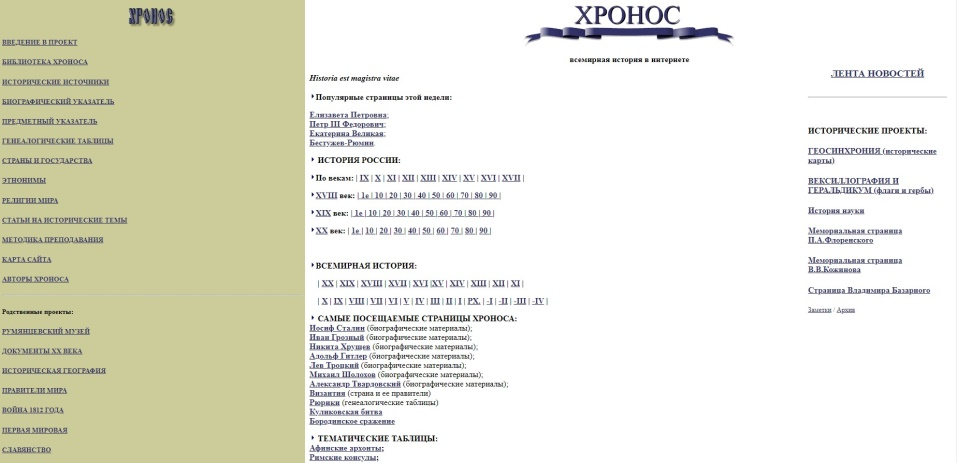 ХРОНОС
ВВЕДЕНИЕ В ПРОЕКТ
БИБЛИОТЕКА ХРОНОСА
ИСТОРИЧЕСКИЕ ИСТОЧНИКИ
БИОГРАФИЧЕСКИЙ УКАЗАТЕЛЬ
ПРЕДМЕТНЫЙ УКАЗАТЕЛЬ
ГЕНЕАЛОГИЧЕСКИЕ ТАБЛИЦЫ
СТРАНЫ И ГОСУДАРСТВА
ЭТНОНИМЫ
РЕЛИГИИ МИРА
СТАТЬИ НА ИСТОРИЧЕСКИЕ ТЕМЫ
МЕТОДИКА ПРЕПОДАВАНИЯ
КАРТА САЙТА
АВТОРЫ ХРОНОСА
Родственные проекты:
РУМЯНЦЕВСКИЙ МУЗЕЙ
ДОКУМЕНТЫ XX ВЕКА
ИСТОРИЧЕСКАЯ ГЕОГРАФИЯ
ПРАВИТЕЛИ МИРА
ВОЙНА 1812 ГОДА
ПЕРВАЯ МИРОВАЯ
СЛАВЯНСТВО
ХРОНОС
всемирная история в интернете
Historia est magistra vitae
Популярные страницы этой недели:
Елизавета Петровна;
Петр III Федорович;
Екатерина Великая;
Бестужев-Рюмин.
ИСТОРИЯ РОССИИ:
По векам: | IX | X | XI | XII | XIII | XIV | XV | XVI | XVII |
XVIII век: | 1е | 10 | 20 | 30 | 40 | 50 | 60 | 70 | 80 | 90 |
XIX век: | 1е | 10 | 20 | 30 | 40 | 50 | 60 | 70 | 80 | 90 |
XX век: | 1е | 10 | 20 | 30 | 40 | 50 | 60 | 70 | 80 | 90 |
ВСЕМИРНАЯ ИСТОРИЯ:
| XX | XIX | XVIII | XVII | XVI |XV | XIV | XIII | XII | XI |
| X | IX | VIII | VII | VI | V | IV | III | II | I | P.X. | -I | -II | -III | -IV |
САМЫЕ ПОСЕЩАЕМЫЕ СТРАНИЦЫ ХРОНОСА:
Иосиф Сталин (биографические материалы);
Иван Грозный (биографические материалы);
Никита Хрущев (биографические материалы);
Адольф Гитлер (биографические материалы);
Лев Троцкий (биографические материалы);
Михаил Шолохов (биографические материалы);
Александр Твардовский (биографические материалы);
Византия (страна и ее правители)
Рюрики (генеалогические таблицы)
Куликовская битва
Бородинское сражение
ТЕМАТИЧЕСКИЕ ТАБЛИЦЫ:
Афинские архонты;
Римские консулы;
ЛЕНТА НОВОСТЕЙ
ИСТОРИЧЕСКИЕ ПРОЕКТЫ:
ГЕОСИНХРОНИЯ (исторические
карты)
ВЕКСИЛЛОГРАФИЯ И
ГЕРАЛЬДИКУМ (флаги и гербы)
История науки
Мемориальная страница
П.А.Флоренского
Мемориальная страница
В.В.Кожинова
Страница Владимира Базарного
Заметки / Архив